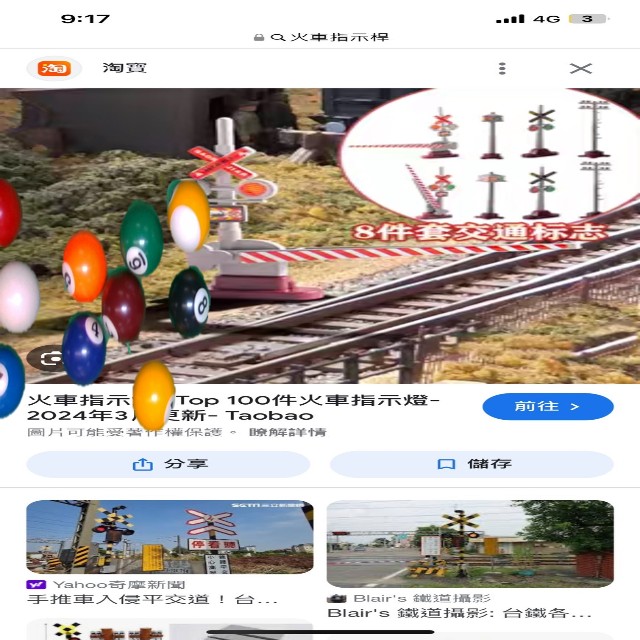 9:17
4G 3
火車指示桿
淘 淘寶
8件套交通标志
6
8
4
火車指示 Top 100件火車指示燈-
2024年3月更新- Taobao
前往 >
圖片可能受著作權保護。 瞭解詳情
分享
儲存
停看聽
Yahoo奇摩新聞
手推車入侵平交道！台...
Blair's 鐵道攝影
Blair's 鐵道攝影: 台鐵各...